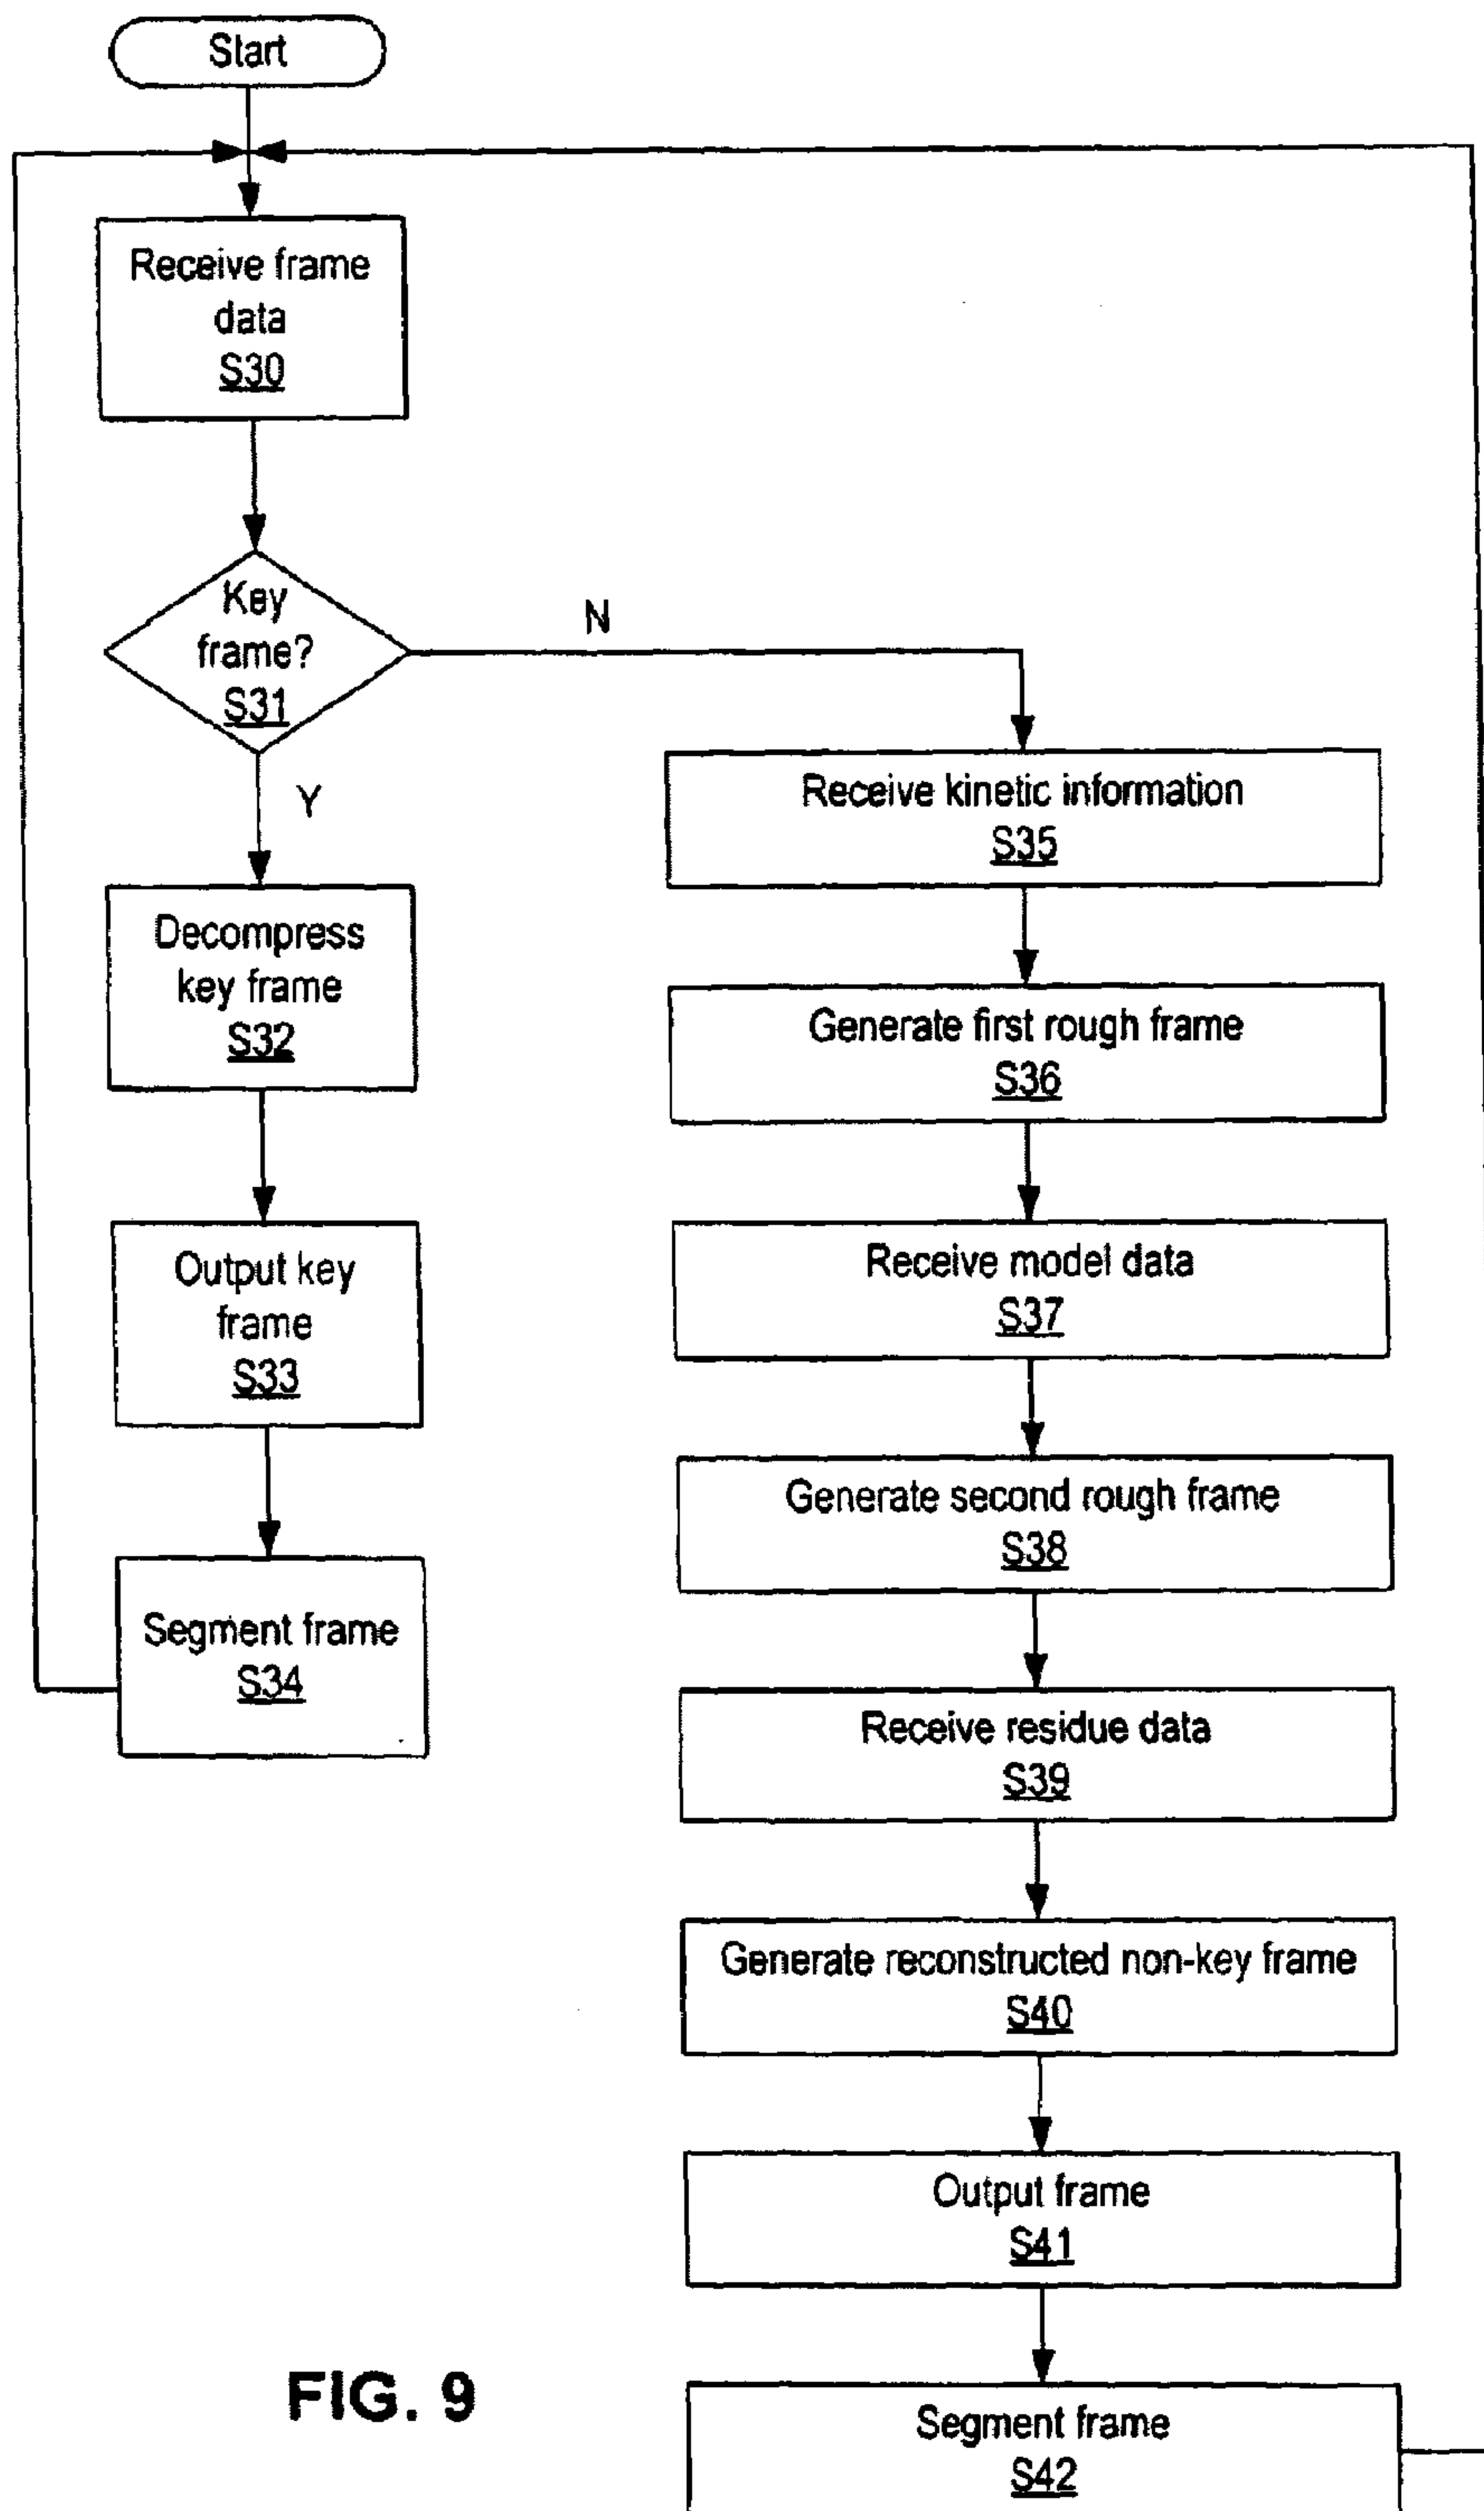 Start
Receive frame
data
S30
Key
frame?
S31
N
Y
Decompress
key frame
S32
Output key
frame
S33
Segment frame
S34
Receive kinetic information
S35
Generate first rough frame
S36
Receive model data
S37
Generate second rough frame
S38
Receive residue data
S39
Generate reconstructed non-key frame
S40
Output frame
S41
Segment frame
S42
FIG. 9